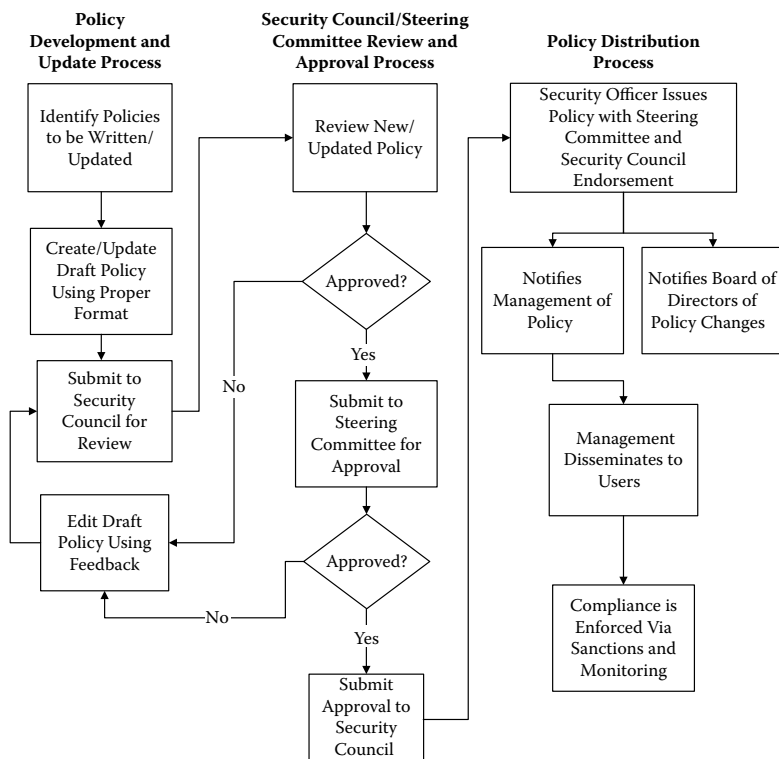 Policy
Development and
Update Process
Identify Policies
to be Written/
Updated
Create/Update
Draft Policy
Using Proper
Format
Submit to
Security
Council for
Review
Edit Draft
Policy Using
Feedback
Security Council/Steering
Committee Review and
Approval Process
Review New/
Updated Policy
Approved?
No
Yes
Submit to
Steering
Committee for
Approval
Approved?
No
Yes
Submit
Approval to
Security
Council
Policy Distribution
Process
Security Officer Issues
Policy with Steering
Committee and
Security Council
Endorsement
Notifies
Management of
Policy
Notifies Board of
Directors of
Policy Changes
Management
Disseminates to
Users
Compliance is
Enforced Via
Sanctions and
Monitoring